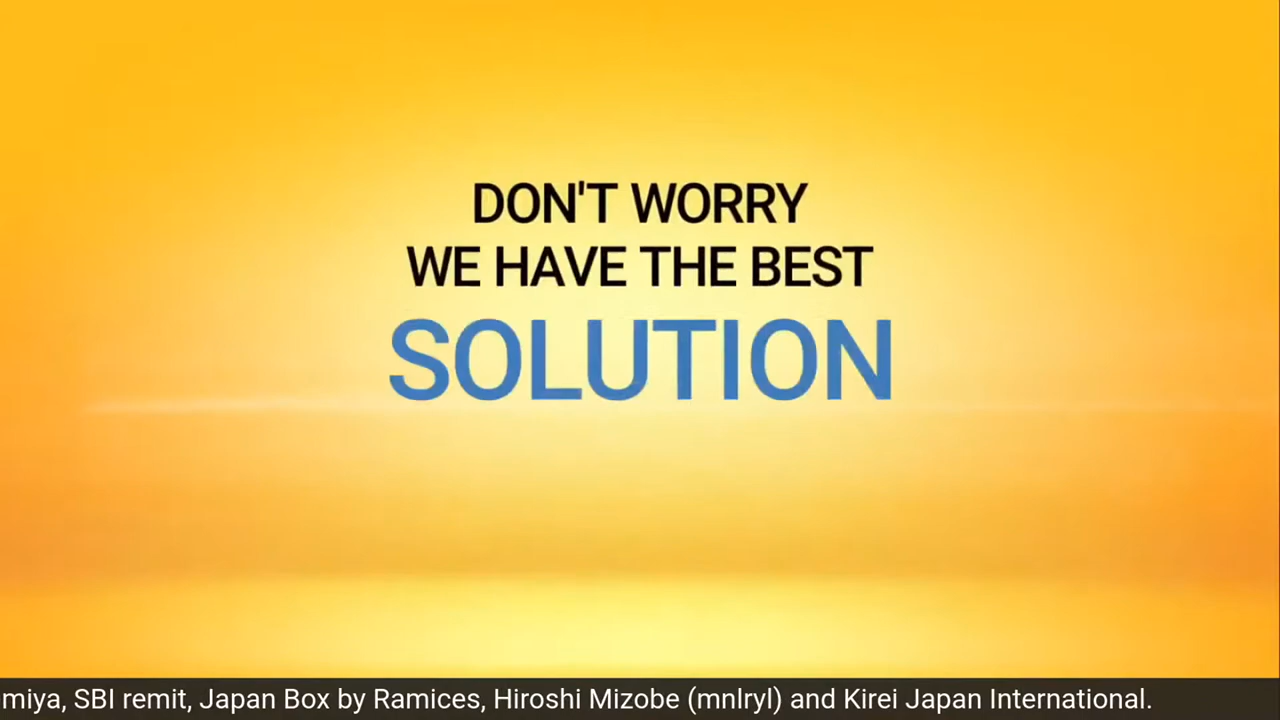 DON'T WORRY
WE HAVE THE BEST
SOLUTION
miya, SBI remit, Japan Box by Ramices, Hiroshi Mizobe (mnlryl) and Kirei Japan International.